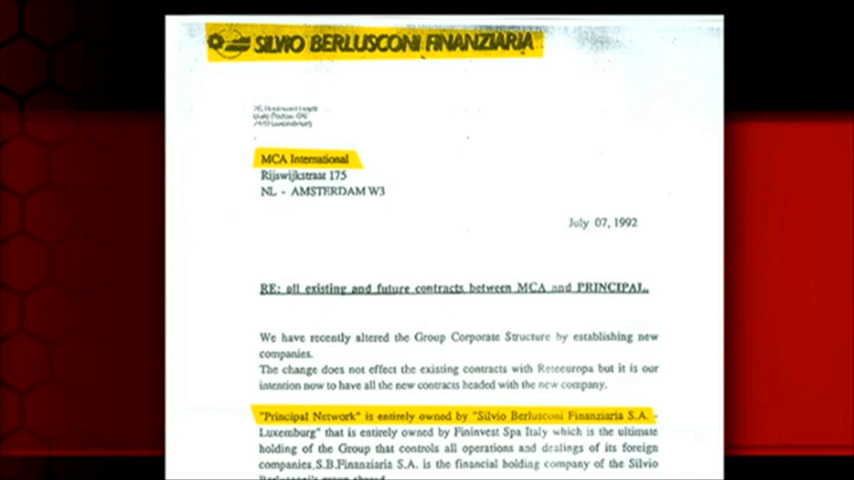 SILVIO BERLUSCONI FINANZIARIA
MCA International
Rijswijkstraat 175
NL - AMSTERDAM W3
July 07, 1992
RE: all existing and future contracts between MCA and PRINCIPAL.
We have recently altered the Group Corporate Structure by establishing new
companies.
The change does not effect the existing contracts with Reteeuropa but it is our
intention now to have all the new contracts headed with the new company.
"Principal Network" is entirely owned by "Silvio Berlusconi Finanziaria S.A. -
Luxemburg" that is entirely owned by Fininvest Spa Italy which is the ultimate
holding of the Group that controls all operations and dealings of its foreign
companies.S.B.Finanziaria S.A. is the financial holding company of the Silvio